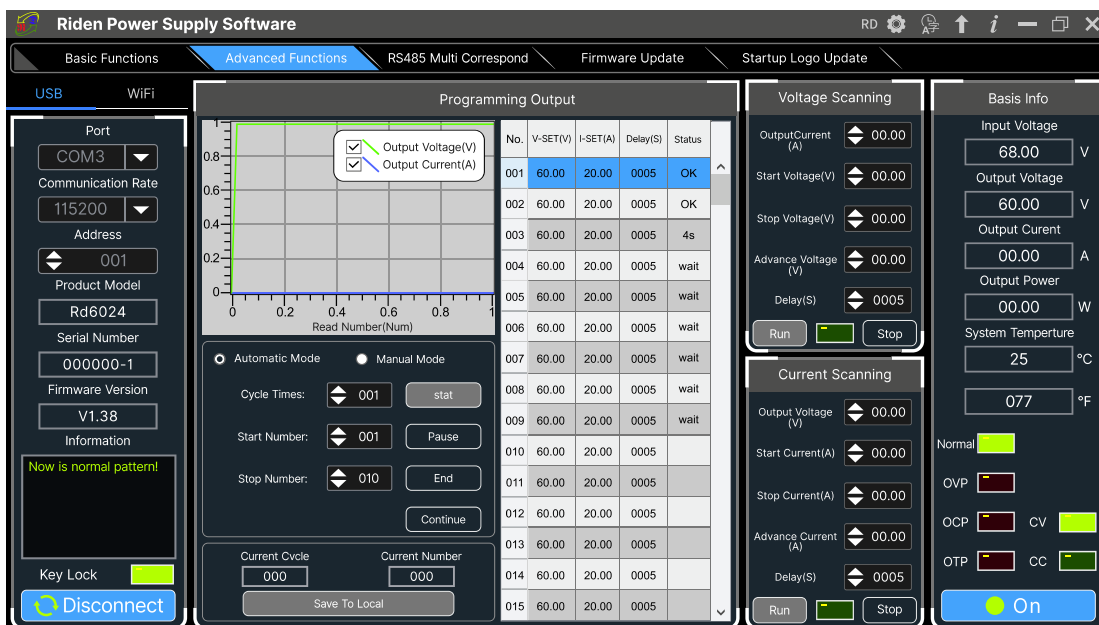 Riden Power Supply Software
RD
Basic Functions
Advanced Functions
RS485 Multi Correspond
Firmware Update
Startup Logo Update
USB
WiFi
Port
COM3
Communication Rate
115200
Address
001
Product Model
Rd6024
Serial Number
000000-1
Firmware Version
V1.38
Information
Now is normal pattern!
Key Lock
Disconnect
Programming Output
1
0.8
0.6
0.4
0.2
0
0 0.2 0.4 0.6 0.8 1
Read Number(Num)
Output Voltage(V)
Output Current(A)
Automatic Mode
Manual Mode
Cycle Times: 001 stat
Start Number: 001 Pause
Stop Number: 010 End
Continue
Current Cvcle
Current Number
000
000
Save To Local
No. V-SET(V) I-SET(A) Delay(S) Status
001 60.00 20.00 0005 OK
002 60.00 20.00 0005 OK
003 60.00 20.00 0005 4s
004 60.00 20.00 0005 wait
005 60.00 20.00 0005 wait
006 60.00 20.00 0005 wait
007 60.00 20.00 0005 wait
008 60.00 20.00 0005 wait
009 60.00 20.00 0005 wait
010 60.00 20.00 0005
011 60.00 20.00 0005
012 60.00 20.00 0005
013 60.00 20.00 0005
014 60.00 20.00 0005
015 60.00 20.00 0005
Voltage Scanning
OutputCurrent
(A)
00.00
Start Voltage(V) 00.00
Stop Voltage(V) 00.00
Advance Voltage
(V)
00.00
Delay(S) 0005
Run Stop
Current Scanning
Output Voltage
(V)
00.00
Start Current(A) 00.00
Stop Current(A) 00.00
Advance Current
(A)
00.00
Delay(S) 0005
Run Stop
Basis Info
Input Voltage
68.00 V
Output Voltage
60.00 V
Output Curent
00.00 A
Output Power
00.00 W
System Temperture
25 °C
077 °F
Normal
OVP
OCP CV
OTP CC
On